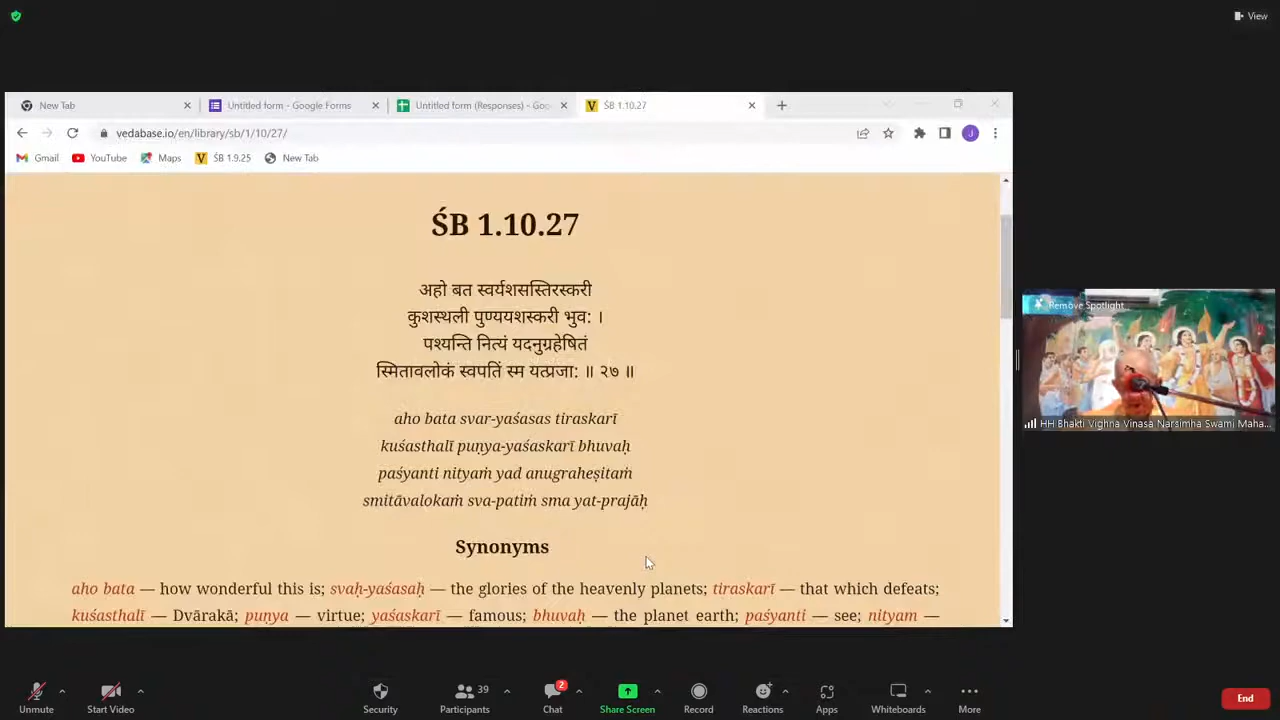 View
New Tab
Untitled form - Google Forms
Untitled form (Responses) - Goo
ŚB 1.10.27
vedabase.io/en/library/sb/1/10/27/
Gmail
YouTube
Maps
ŚB 1.9.25
New Tab
ŚB 1.10.27
अहो बत स्वर्यशसस्तिरस्करी
कुशस्थली पुण्ययशस्करी भुव: ।
पश्यन्ति नित्यं यदनुग्रहेषितं
स्मितावलोकं स्वपतिं स्म यत्प्रजा: ॥ २७ ॥
aho bata svar-yaśasas tiraskarī
kuśasthalī puṇya-yaśaskarī bhuvaḥ
paśyanti nityaṁ yad anugraheṣitaṁ
smitāvalokaṁ sva-patiṁ sma yat-prajāḥ
Synonyms
aho bata — how wonderful this is; svaḥ-yaśasaḥ — the glories of the heavenly planets; tiraskarī — that which defeats;
kuśasthalī — Dvārakā; puṇya — virtue; yaśaskarī — famous; bhuvaḥ — the planet earth; paśyanti — see; nityam —
Remove Spotlight
HH Bhakti Vighna Vinasa Narsimha Swami Maha...
Unmute
Start Video
Security
Participants
39
Chat
2
Share Screen
Record
Reactions
Apps
Whiteboards
More
End
J